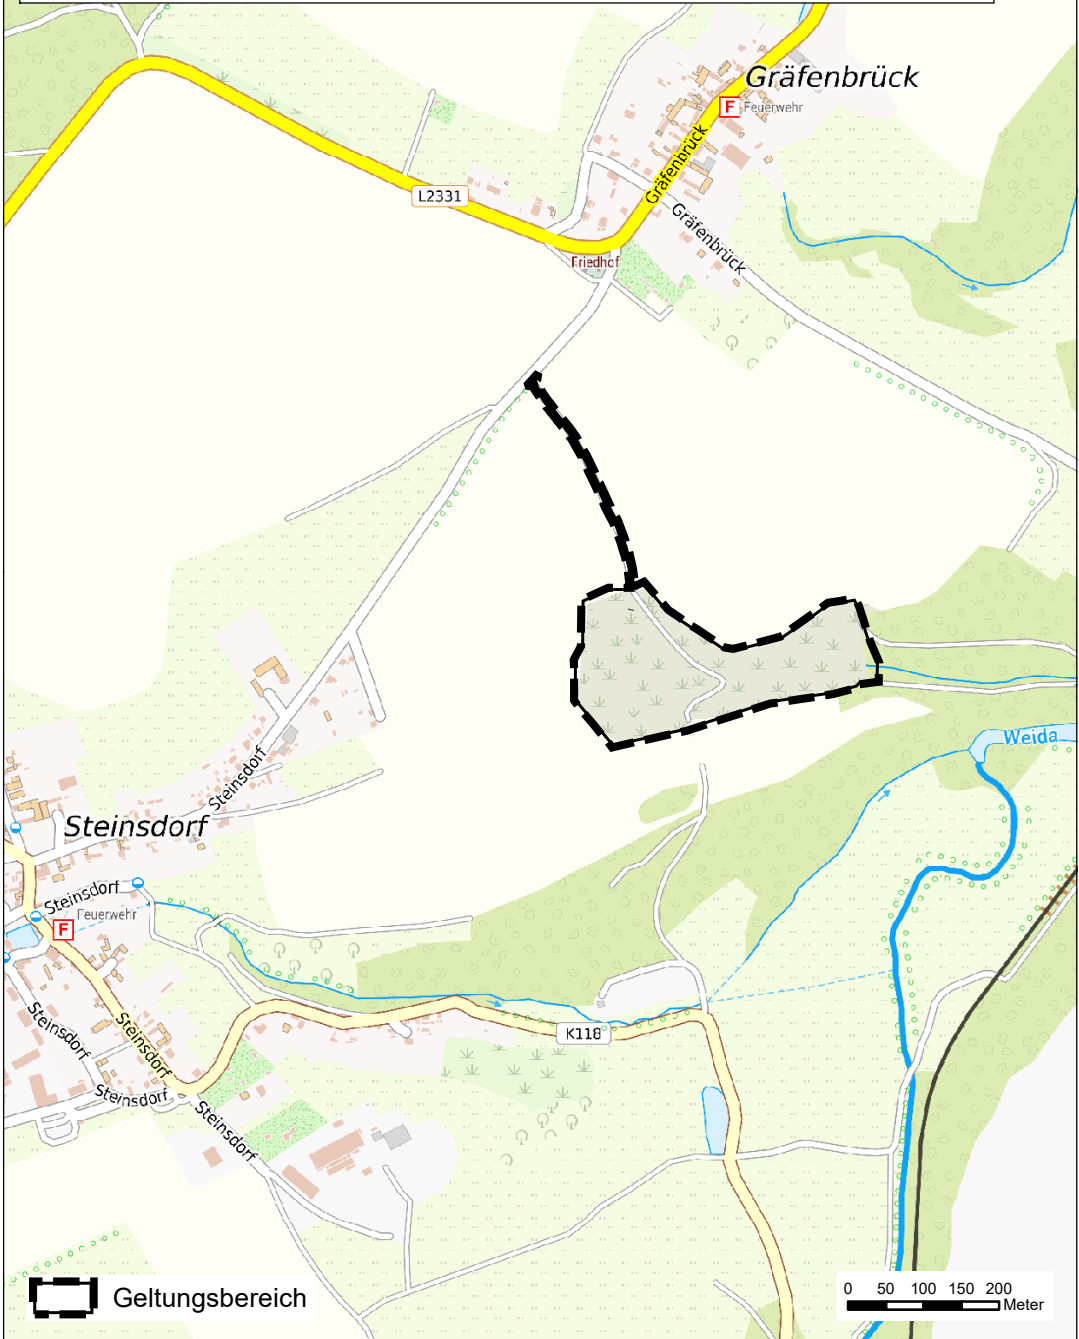 Gräfenbrück
F Feuerwehr
Gräfenbrück
L2331
Gräfenbrück
Friedhof
Weida
Steinsdorf
Steinsdorf
Steinsdorf
Feuerwehr
F
Steinsdorf
Steinsdorf
K118
Steinsdorf
Steinsdorf
Geltungsbereich
0 50 100 150 200
Meter